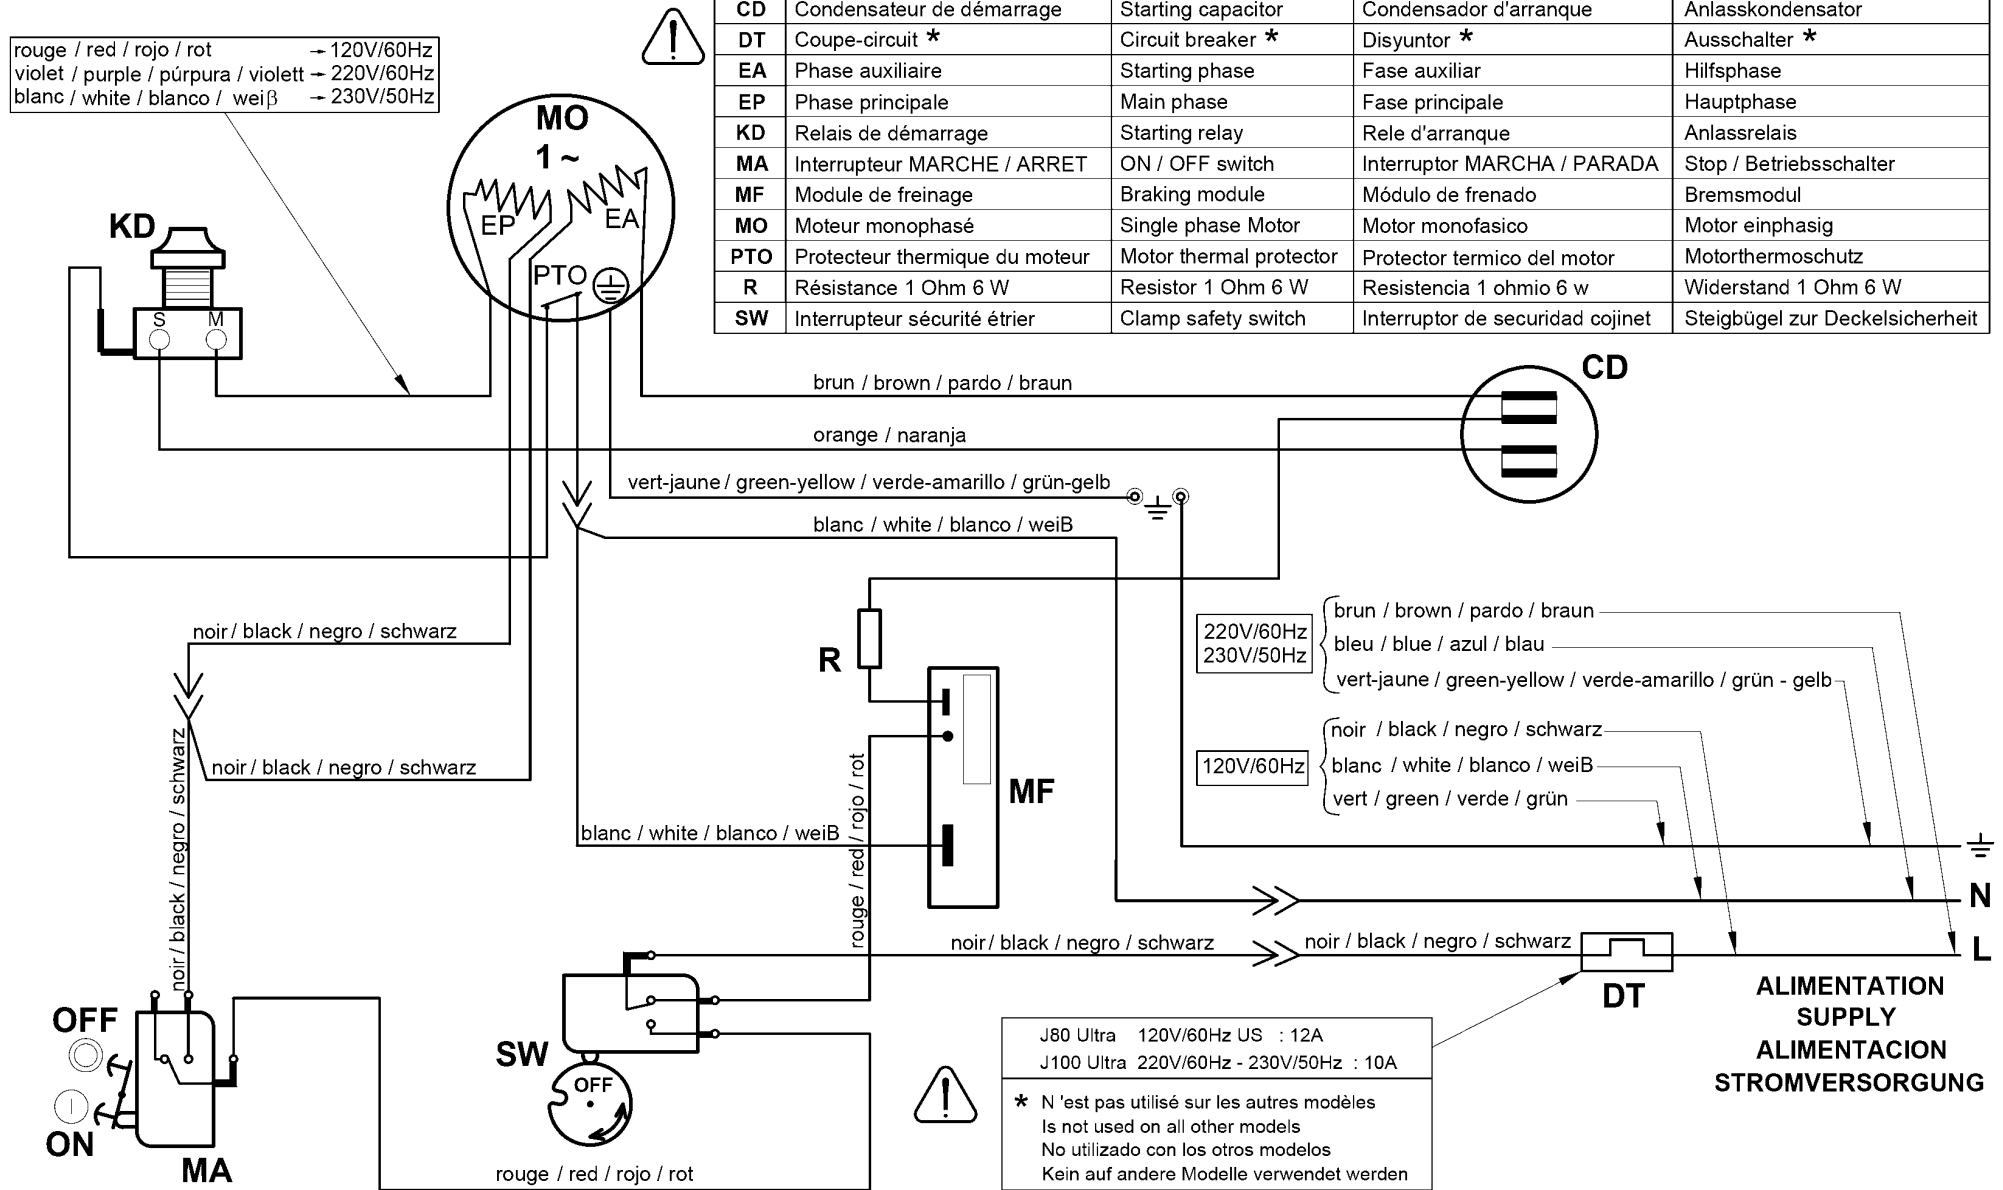 CD Condensateur de démarrage Starting capacitor Condensador d'arranque Anlasskondensator
DT Coupe-circuit * Circuit breaker * Disyuntor * Ausschalter *
EA Phase auxiliaire Starting phase Fase auxiliar Hilfsphase
EP Phase principale Main phase Fase principale Hauptphase
KD Relais de démarrage Starting relay Rele d'arranque Anlassrelais
MA Interrupteur MARCHE / ARRET ON / OFF switch Interruptor MARCHA / PARADA Stop / Betriebsschalter
MF Module de freinage Braking module Módulo de frenado Bremsmodul
MO Moteur monophasé Single phase Motor Motor monofasico Motor einphasig
PTO Protecteur thermique du moteur Motor thermal protector Protector termico del motor Motorthermoschutz
R Résistance 1 Ohm 6 W Resistor 1 Ohm 6 W Resistencia 1 ohmio 6 w Widerstand 1 Ohm 6 W
SW Interrupteur sécurité étrier Clamp safety switch Interruptor de securidad cojinet Steigbügel zur Deckelsicherheit
rouge / red / rojo / rot → 120V/60Hz
violet / purple / púrpura / violett → 220V/60Hz
blanc / white / blanco / weiβ → 230V/50Hz
!
MO
1 ~
EP
EA
PTO
KD
S M
CD
brun / brown / pardo / braun
orange / naranja
vert-jaune / green-yellow / verde-amarillo / grün-gelb
blanc / white / blanco / weiB
noir / black / negro / schwarz
R
220V/60Hz
230V/50Hz
brun / brown / pardo / braun
bleu / blue / azul / blau
vert-jaune / green-yellow / verde-amarillo / grün - gelb
120V/60Hz
noir / black / negro / schwarz
blanc / white / blanco / weiB
vert / green / verde / grün
noir / black / negro / schwarz
noir / black / negro / schwarz
MF
blanc / white / blanco / weiB
rouge / red / rojo / rot
N
L
noir / black / negro / schwarz
noir / black / negro / schwarz
DT
ALIMENTATION
SUPPLY
ALIMENTACION
STROMVERSORGUNG
OFF
ON
MA
SW
OFF
rouge / red / rojo / rot
!
J80 Ultra 120V/60Hz US : 12A
J100 Ultra 220V/60Hz - 230V/50Hz : 10A
* N 'est pas utilisé sur les autres modèles
Is not used on all other models
No utilizado con los otros modelos
Kein auf andere Modelle verwendet werden